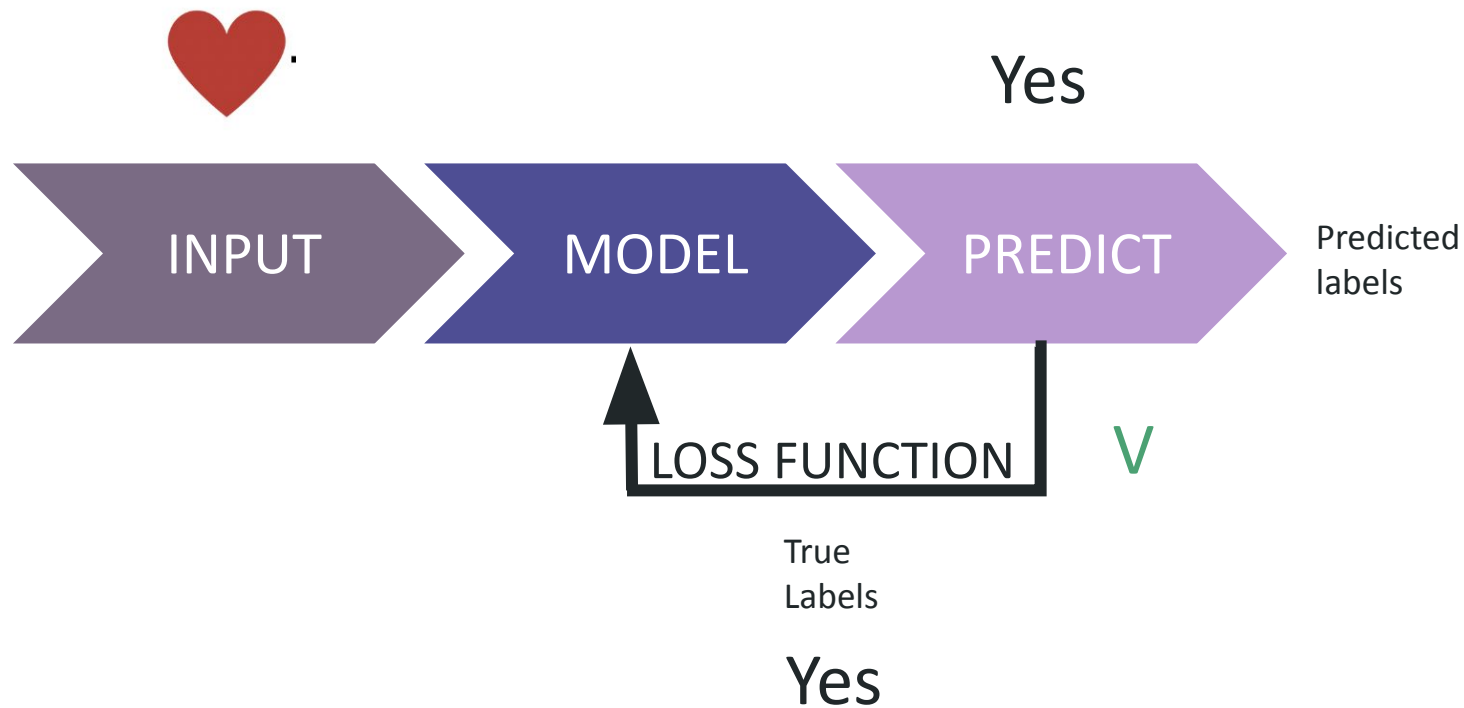 Yes
INPUT
MODEL
PREDICT
Predicted
labels
LOSS FUNCTION
V
True
Labels
Yes